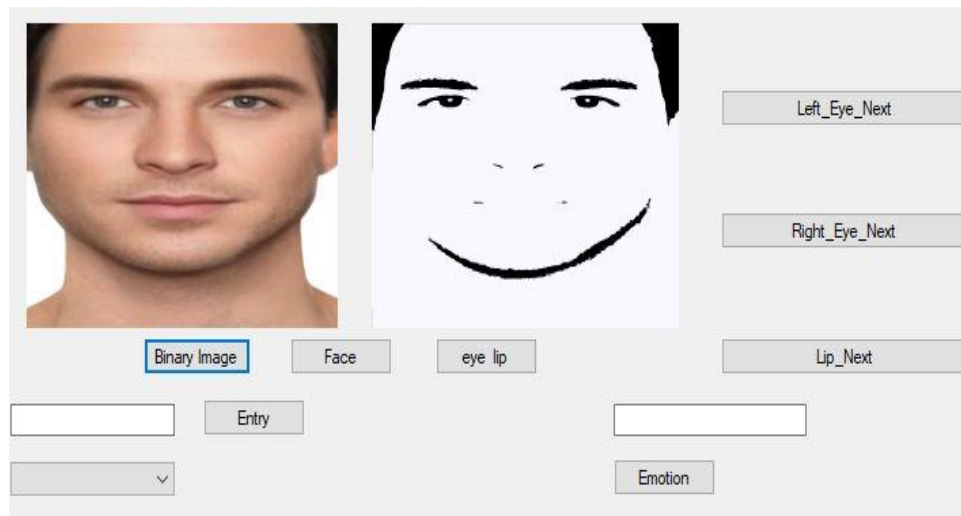 Left_Eye_Next
Right_Eye_Next
Binary Image
Face
eye lip
Lip_Next
Entry
Emotion